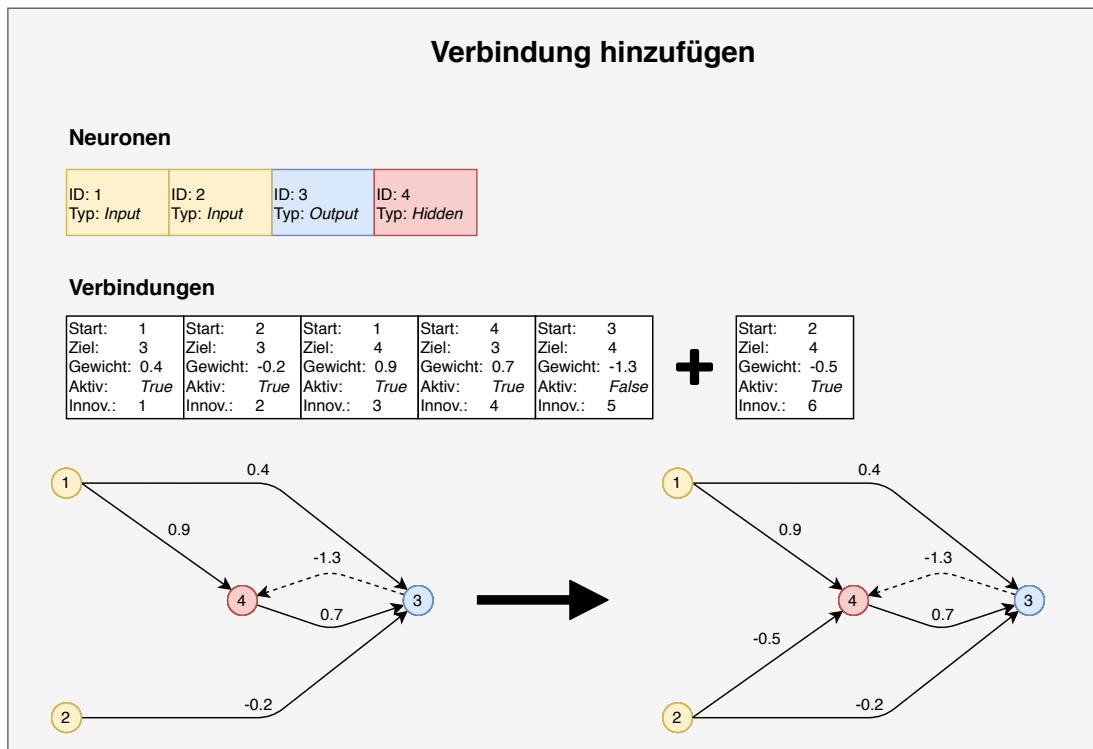 Verbindung hinzufügen
Neuronen
ID: 1 ID: 2 ID: 3 ID: 4
Typ: Input Typ: Input Typ: Output Typ: Hidden
Verbindungen
Start: 1 Start: 2 Start: 1 Start: 4 Start: 3 Start: 2
Ziel: 3 Ziel: 3 Ziel: 4 Ziel: 3 Ziel: 4 Ziel: 4
Gewicht: 0.4 Gewicht: -0.2 Gewicht: 0.9 Gewicht: 0.7 Gewicht: -1.3 Gewicht: -0.5
Aktiv: True Aktiv: True Aktiv: True Aktiv: True Aktiv: False Aktiv: True
Innov.: 1 Innov.: 2 Innov.: 3 Innov.: 4 Innov.: 5 Innov.: 6
0.4
1
0.9
-1.3
4
3
0.7
-0.2
2
0.4
1
0.9
-1.3
4
3
0.7
-0.5
-0.2
2